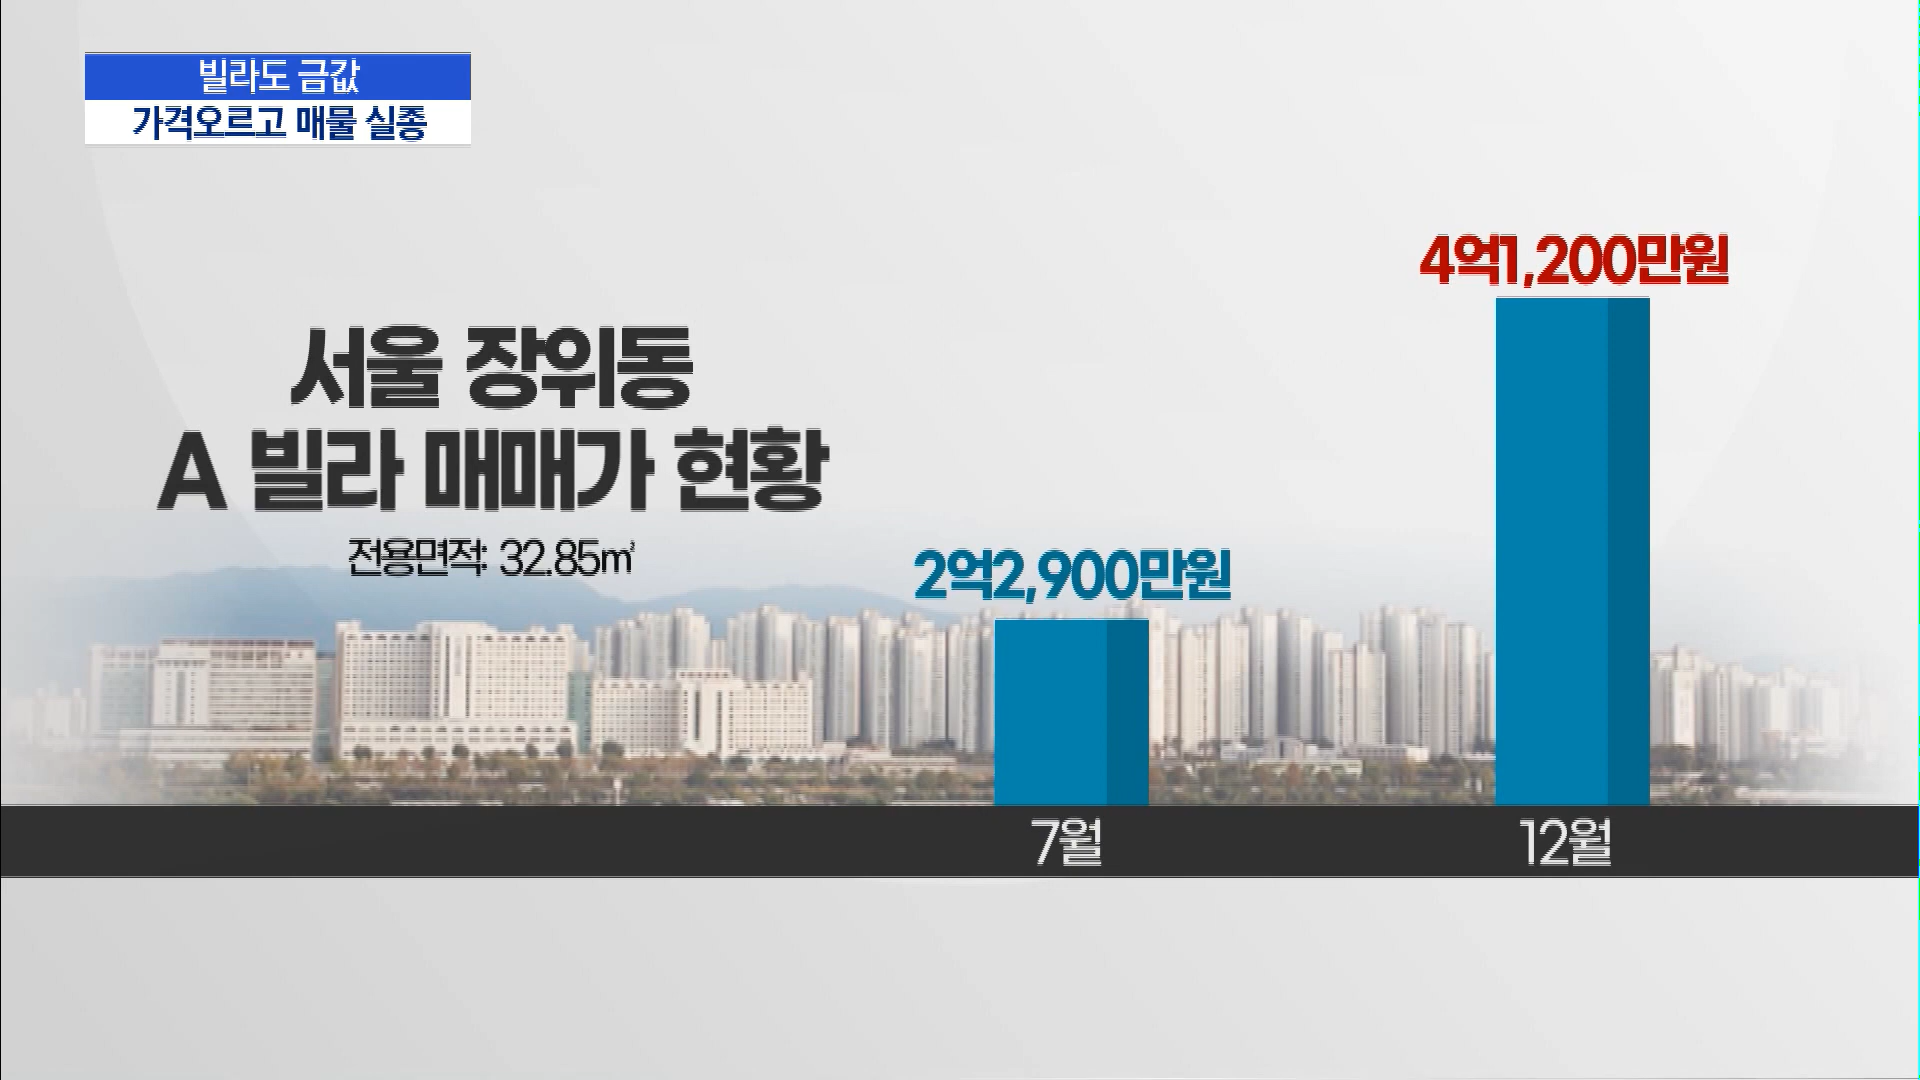 빌라도 금값
가격오르고 매물 실종
서울 장위동
A 빌라 매매가 현황
전용면적: 32.85㎡
2억2,900만원
4억1,200만원
7월
12월